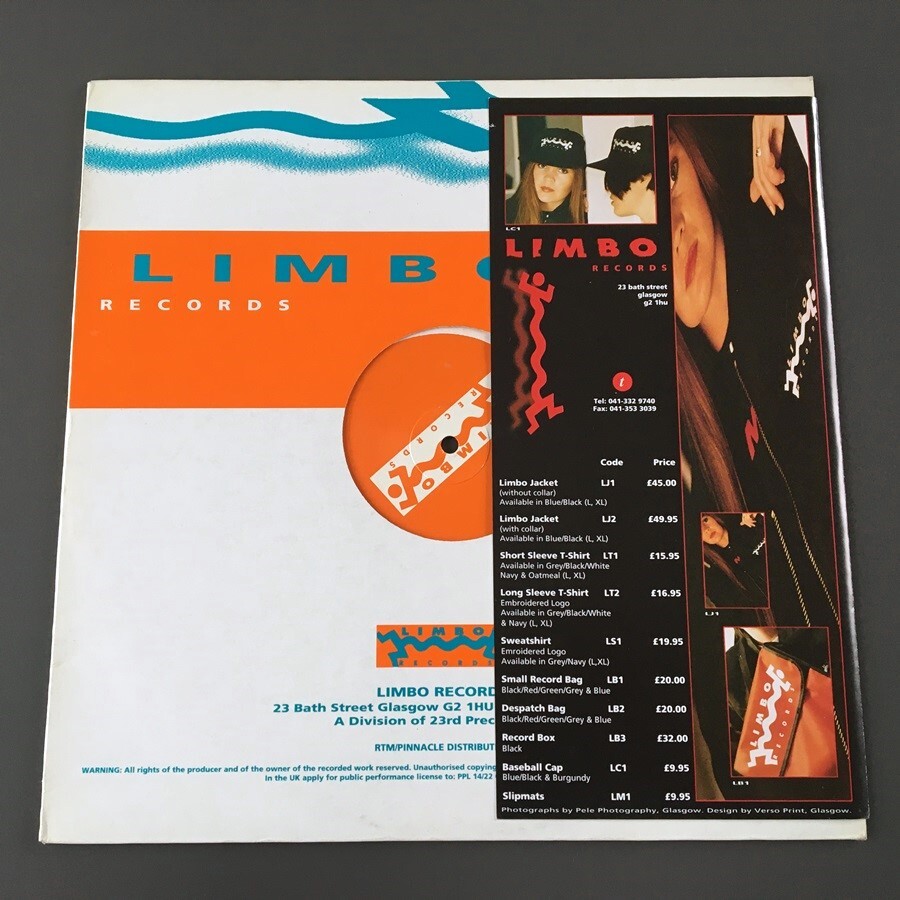 LIMBO
RECORDS
LIMBO
RECORDS
LIMBO
RECORDS
LIMBO RECORD
23 Bath Street Glasgow G2 1HU
A Division of 23rd Prec
RTM/PINNACLE DISTRIBUT
WARNING: All rights of the producer and of the owner of the recorded work reserved. Unauthorised copying
In the UK apply for public performance license to: PPL 14/22
LC1
LIMBO
RECORDS
23 bath street
glasgow
g2 1hu
t
Tel: 041-332 9740
Fax: 041-353 3039
Code Price
Limbo Jacket LJ1 £45.00
(without collar)
Available in Blue/Black (L, XL)
Limbo Jacket LJ2 £49.95
(with collar)
Available in Blue/Black (L, XL)
Short Sleeve T-Shirt LT1 £15.95
Available in Grey/Black/White
Navy & Oatmeal (L, XL)
Long Sleeve T-Shirt LT2 £16.95
Embroidered Logo
Available in Grey/Black/White
& Navy (L, XL)
Sweatshirt LS1 £19.95
Emroidered Logo
Available in Grey/Navy (L,XL)
Small Record Bag LB1 £20.00
Black/Red/Green/Grey & Blue
Despatch Bag LB2 £20.00
Black/Red/Green/Grey & Blue
Record Box LB3 £32.00
Black
Baseball Cap LC1 £9.95
Blue/Black & Burgundy
Slipmats LM1 £9.95
Photographs by Pele Photography, Glasgow. Design by Verso Print, Glasgow.
LIMBO
RECORDS
LJ1
LIMBO
RECORDS
LB1